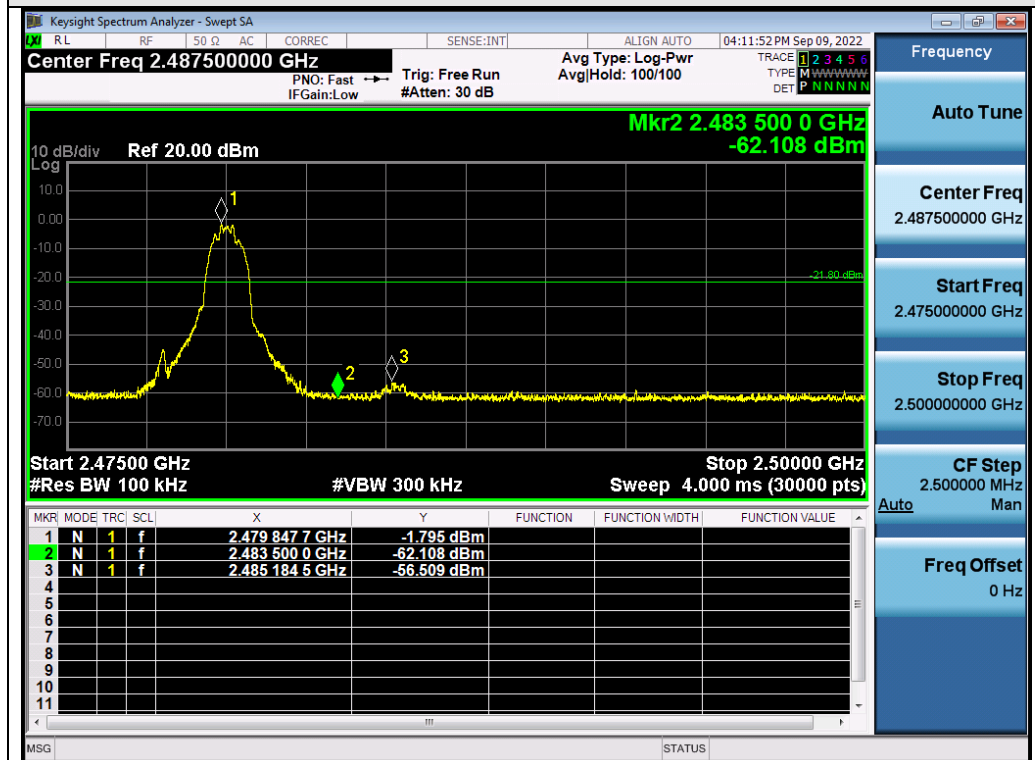 Keysight Spectrum Analyzer - Swept SA
LXI RL RF 50 Ω AC CORREC SENSE:INT ALIGN AUTO 04:11:52 PM Sep 09, 2022
Center Freq 2.487500000 GHz
PNO: Fast
IFGain:Low
Trig: Free Run
#Atten: 30 dB
Avg Type: Log-Pwr
Avg|Hold: 100/100
TRACE 1 2 3 4 5 6
TYPE M WWWWW
DET P N N N N N
Mkr2 2.483 500 0 GHz
-62.108 dBm
10 dB/div Ref 20.00 dBm
Log
10.0
0.00
-10.0
-20.0
-30.0
-40.0
-50.0
-60.0
-70.0
1
2
3
-21.80 dBm
Start 2.47500 GHz Stop 2.50000 GHz
#Res BW 100 kHz #VBW 300 kHz Sweep 4.000 ms (30000 pts)
MKR MODE TRC SCL X Y FUNCTION FUNCTION WIDTH FUNCTION VALUE
1 N 1 f 2.479 847 7 GHz -1.795 dBm
2 N 1 f 2.483 500 0 GHz -62.108 dBm
3 N 1 f 2.485 184 5 GHz -56.509 dBm
4
5
6
7
8
9
10
11
MSG STATUS
Frequency
Auto Tune
Center Freq
2.487500000 GHz
Start Freq
2.475000000 GHz
Stop Freq
2.500000000 GHz
CF Step
2.500000 MHz
Auto Man
Freq Offset
0 Hz